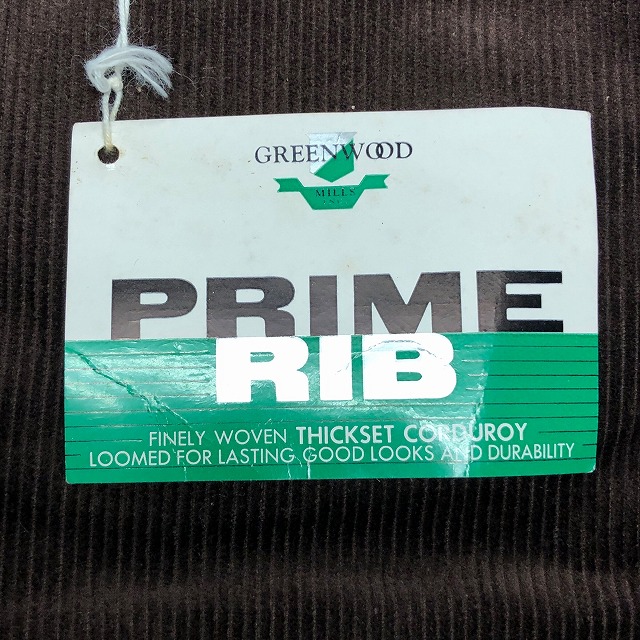 GREENWOOD
MILLS
PRIME
RIB
FINELY WOVEN THICKSET CORDUROY
LOOMED FOR LASTING GOOD LOOKS AND DURABILITY